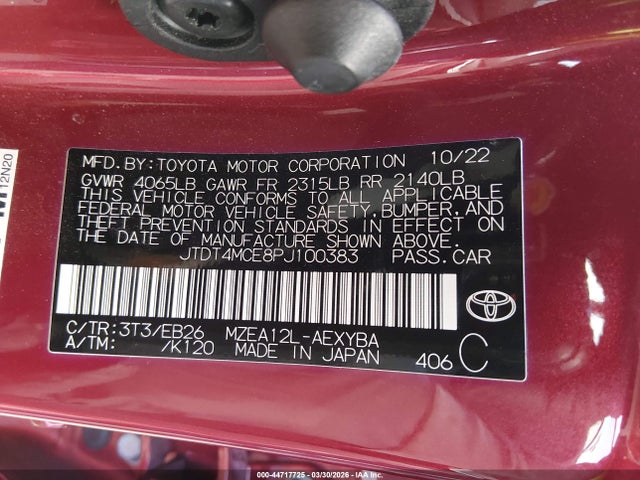 MFD.BY:TOYOTA MOTOR CORPORATION 10/22
GVWR 4065LB GAWR FR 2315LB RR 2140LB
THIS VEHICLE CONFORMS TO ALL APPLICABLE
FEDERAL MOTOR VEHICLE SAFETY,BUMPER,AND
THEFT PREVENTION STANDARDS IN EFFECT ON
THE DATE OF MANUFACTURE SHOWN ABOVE.
JTDT4MCE8PJ100383 PASS.CAR
C/TR:3T3/EB26 MZEA12L-AEXYBA
A/TM: /K120 MADE IN JAPAN 406 C
12N20
000-44717725 - 03/30/2026 - IAAI.COM